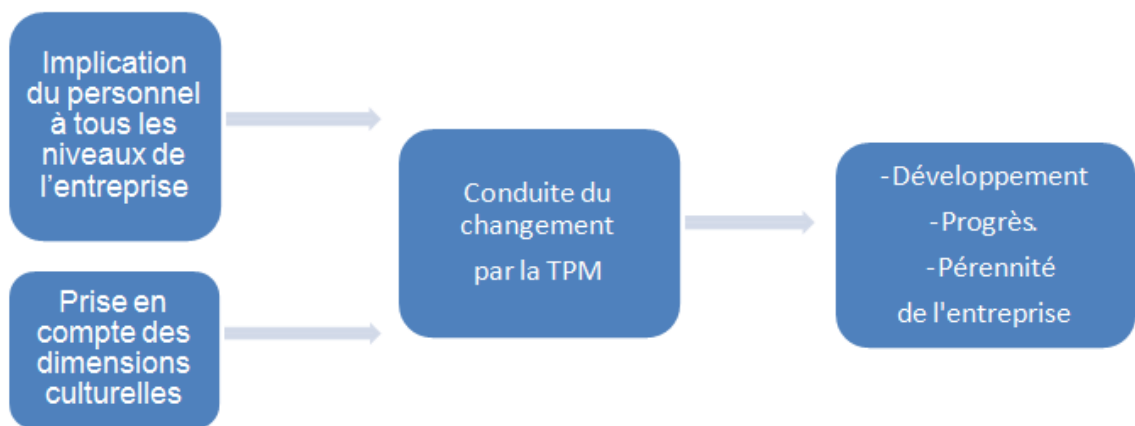 Implication
du personnel
à tous les
niveaux de
l'entreprise
Prise en
compte des
dimensions
culturelles
Conduite du
changement
par la TPM
-Développement
-Progrès.
-Pérennité
de l'entreprise